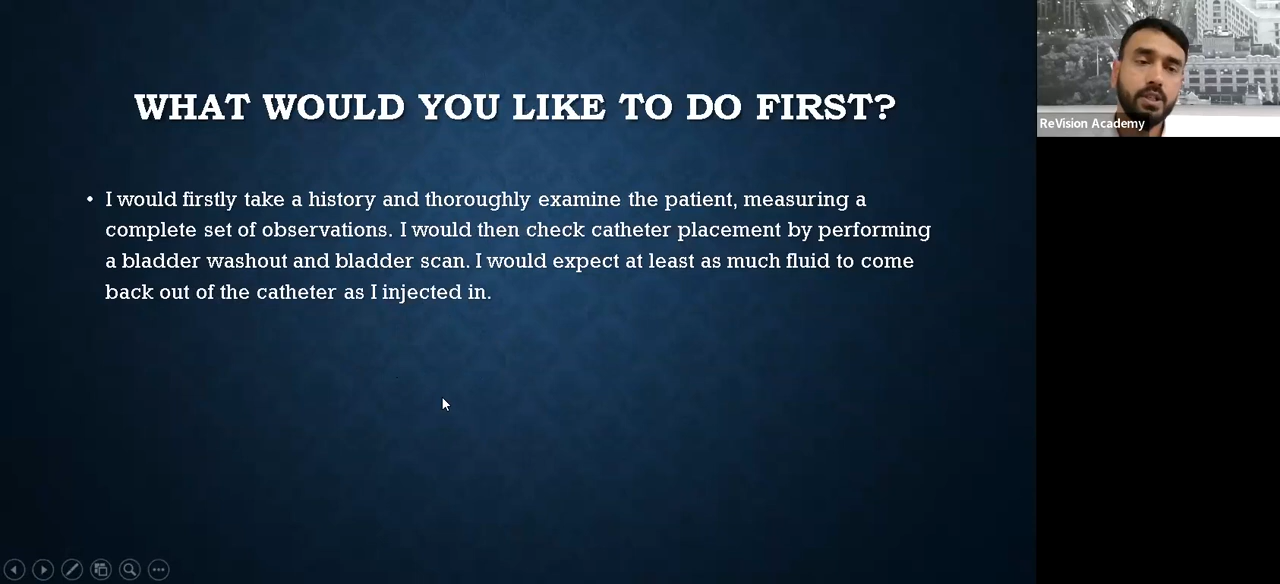 WHAT WOULD YOU LIKE TO DO FIRST?
• I would firstly take a history and thoroughly examine the patient, measuring a
complete set of observations. I would then check catheter placement by performing
a bladder washout and bladder scan. I would expect at least as much fluid to come
back out of the catheter as I injected in.
ReVision Academy